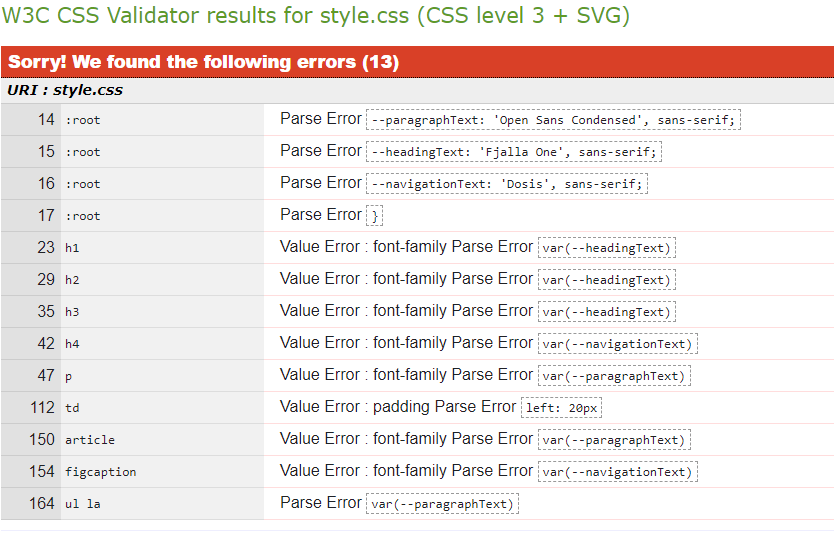 W3C CSS Validator results for style.css (CSS level 3 + SVG)
Sorry! We found the following errors (13)
URI : style.css
14 :root Parse Error --paragraphText: 'Open Sans Condensed', sans-serif;
15 :root Parse Error --headingText: 'Fjalla One', sans-serif;
16 :root Parse Error --navigationText: 'Dosis', sans-serif;
17 :root Parse Error }
23 h1 Value Error : font-family Parse Error var(--headingText)
29 h2 Value Error : font-family Parse Error var(--headingText)
35 h3 Value Error : font-family Parse Error var(--headingText)
42 h4 Value Error : font-family Parse Error var(--navigationText)
47 p Value Error : font-family Parse Error var(--paragraphText)
112 td Value Error : padding Parse Error left: 20px
150 article Value Error : font-family Parse Error var(--paragraphText)
154 figcaption Value Error : font-family Parse Error var(--navigationText)
164 ul la Parse Error var(--paragraphText)